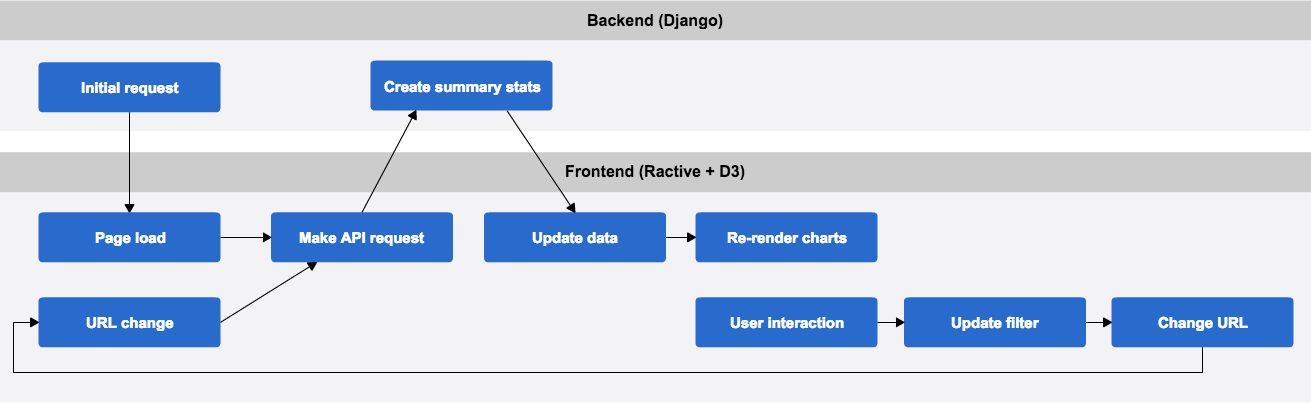 Backend (Django)
Initial request
Create summary stats
Frontend (Ractive + D3)
Page load
Make API request
Update data
Re-render charts
URL change
User interaction
Update filter
Change URL